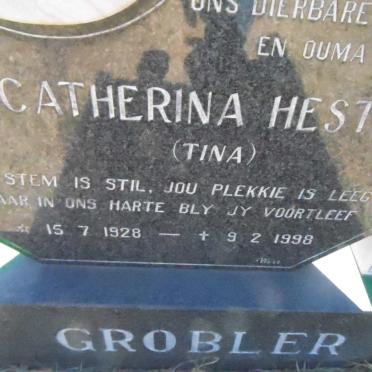 ONS DIERBARE
EN OUMA
CATHERINA HEST
(TINA)
STEM IS STIL, JOU PLEKKIE IS LEEG
AAR IN ONS HARTE BLY JY VOORTLEEF
☆ 15 7 1928 — ✝ 9 2 1998
GROBLER